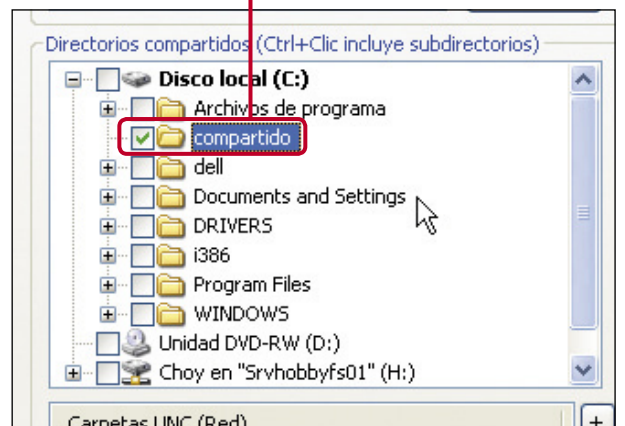 Directorios compartidos (Ctrl+Clic incluye subdirectorios)
Disco local (C:)
Archivos de programa
compartido
dell
Documents and Settings
DRIVERS
i386
Program Files
WINDOWS
Unidad DVD-RW (D:)
Choy en "Srvhobbyfs01" (H:)
Carpetas UNC (Red)
+